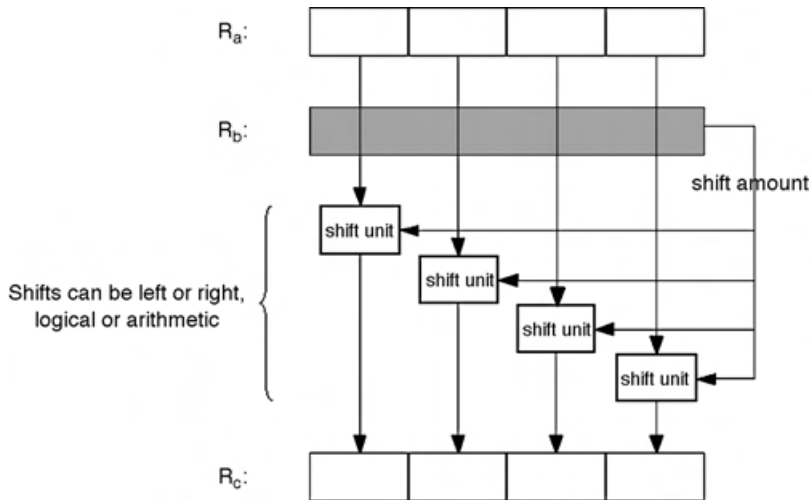 Ra:
Rb:
shift amount
shift unit
shift unit
Shifts can be left or right,
logical or arithmetic
shift unit
shift unit
Rc: